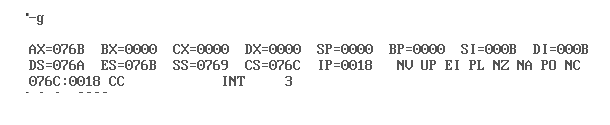 -g
AX=076B BX=0000 CX=0000 DX=0000 SP=0000 BP=0000 SI=000B DI=000B
DS=076A ES=076B SS=0769 CS=076C IP=0018 NV UP EI PL NZ NA PO NC
076C:0018 CC INT 3